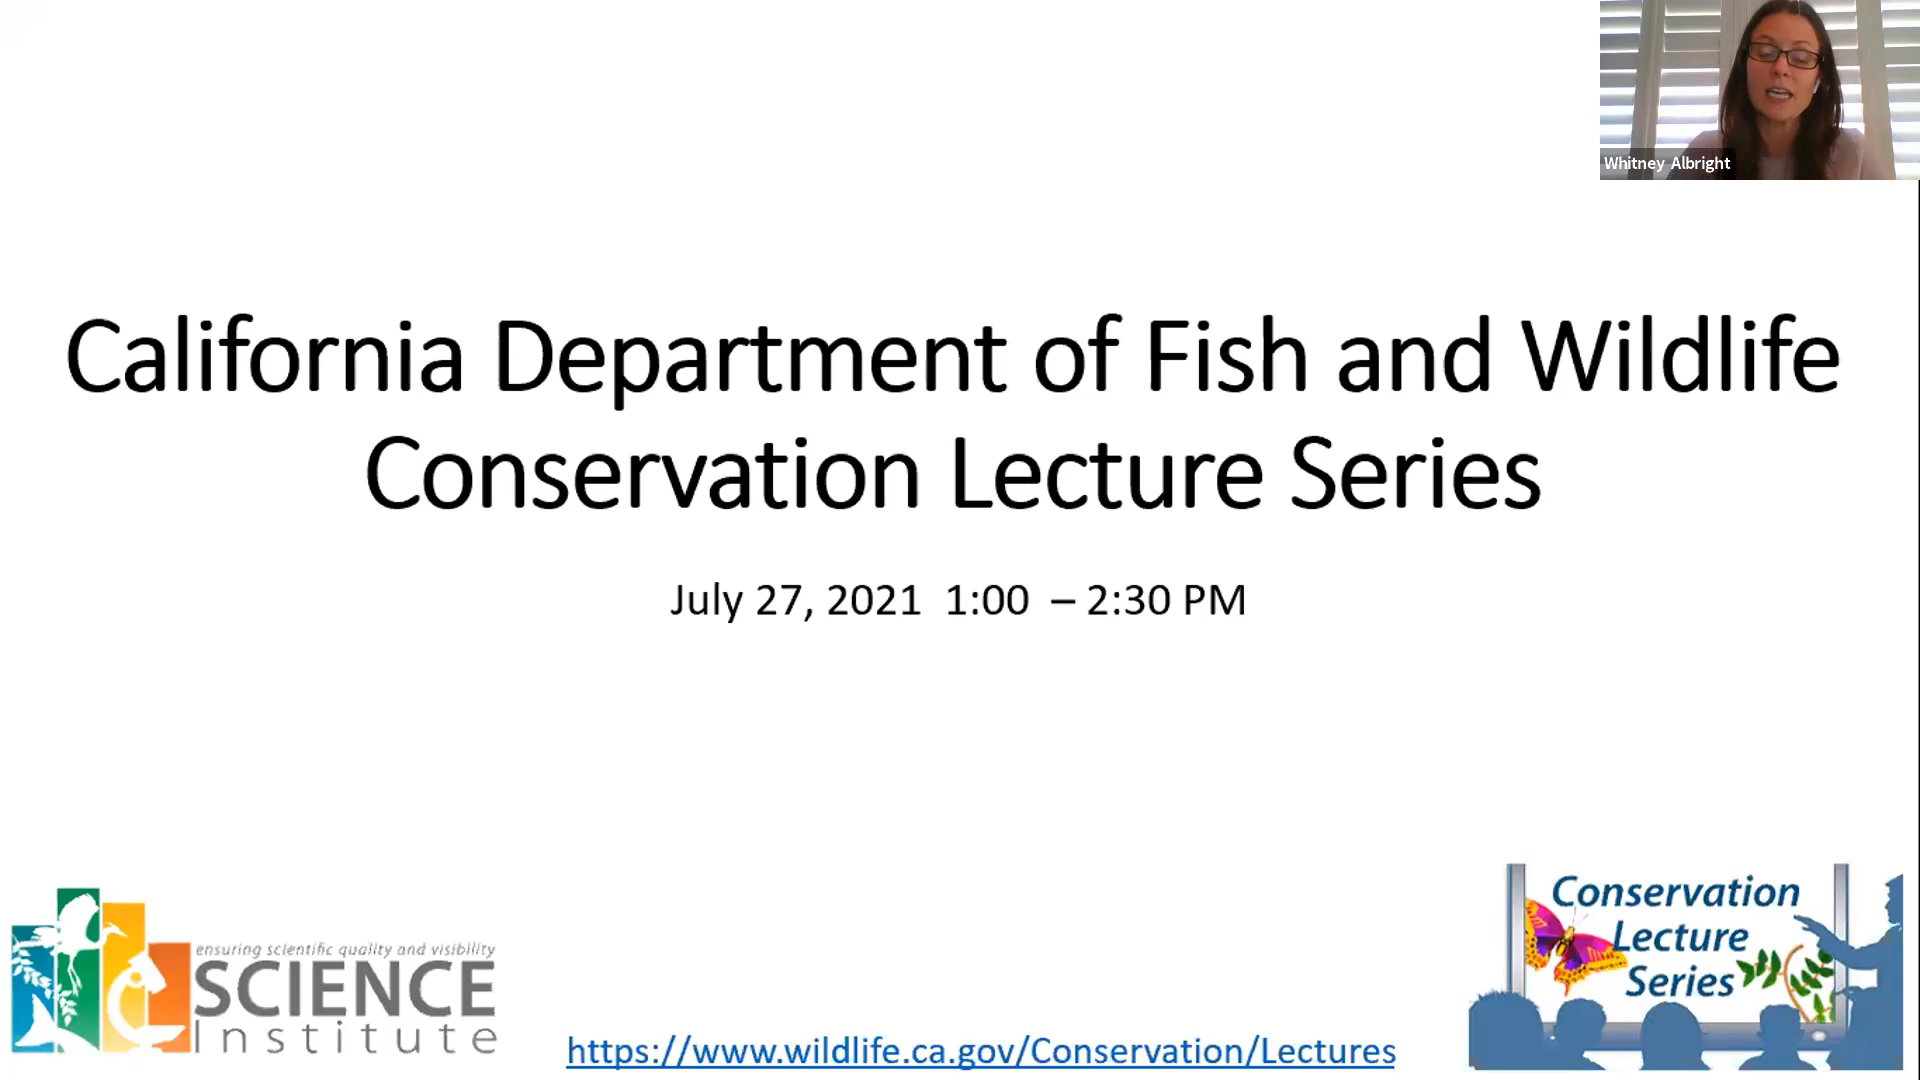 Whitney Albright
California Department of Fish and Wildlife
Conservation Lecture Series
July 27, 2021 1:00 – 2:30 PM
ensuring scientific quality and visibility
SCIENCE
Institute
https://www.wildlife.ca.gov/Conservation/Lectures
Conservation
Lecture
Series